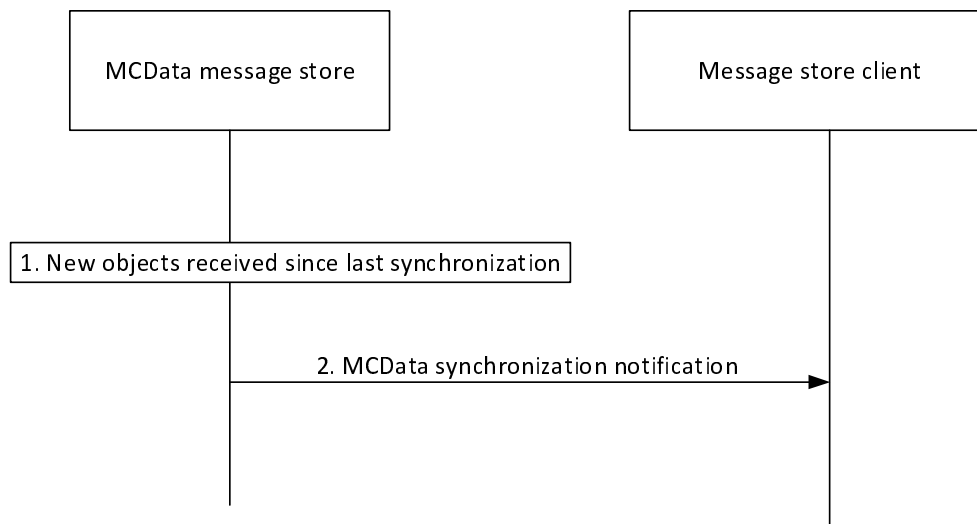 MCData message store
Message store client
1. New objects received since last synchronization
2. MCData synchronization notification